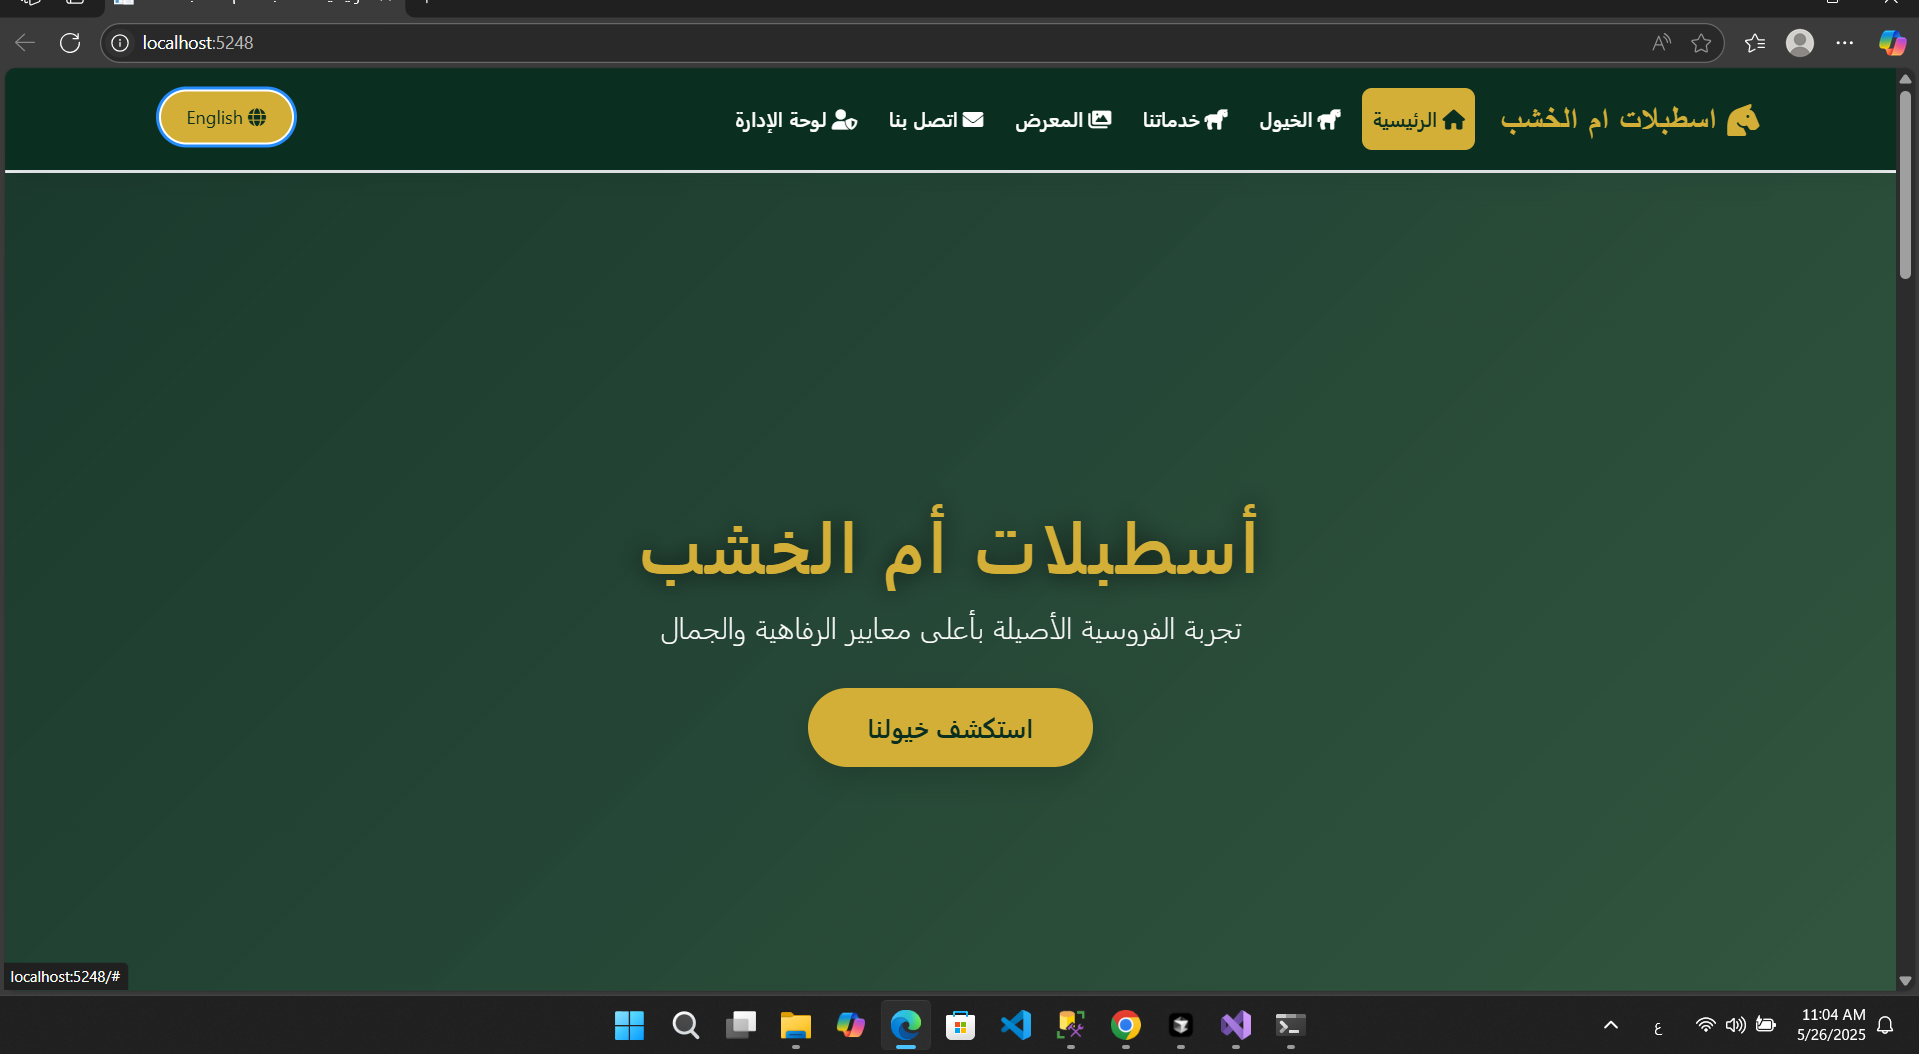 localhost:5248
اسطبلات ام الخشب
الرئيسية
الخيول
خدماتنا
المعرض
اتصل بنا
لوحة الإدارة
English
أسطبلات أم الخشب
تجربة الفروسية الأصيلة بأعلى معايير الرفاهية والجمال
استكشف خيولنا
localhost:5248/#
ع
11:04 AM
5/26/2025